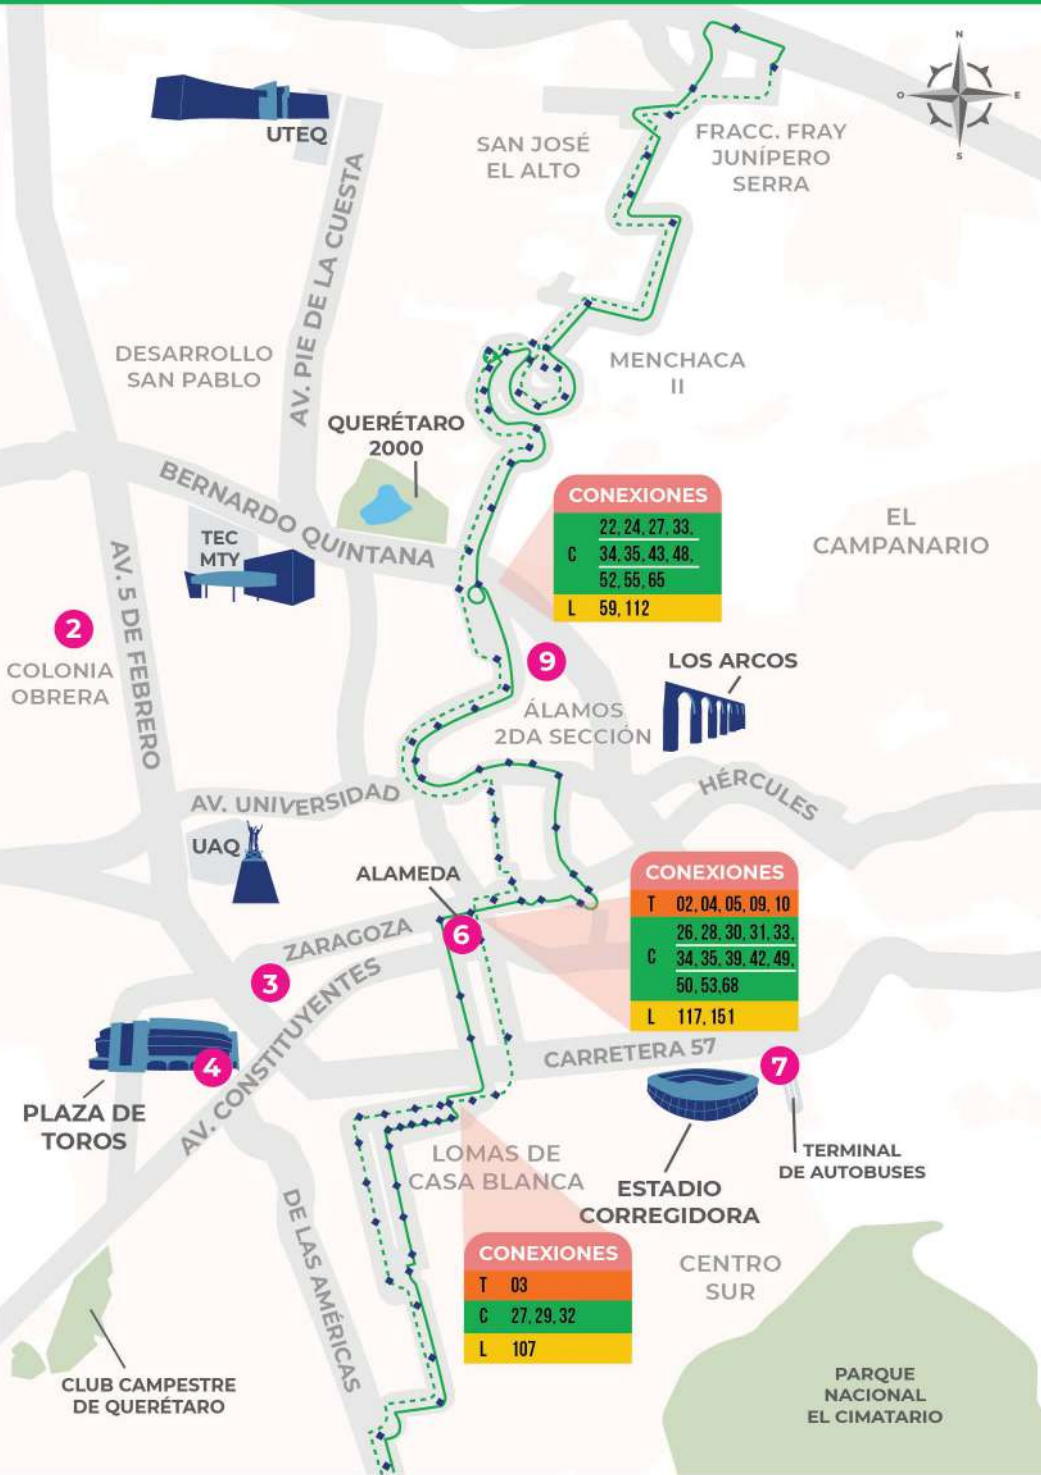 N
O
E
S
UTEQ
SAN JOSÉ
EL ALTO
FRACC. FRAY
JUNÍPERO
SERRA
AV. PIE DE LA CUESTA
DESARROLLO
SAN PABLO
MENCHACA
II
QUERÉTARO
2000
BERNARDO QUINTANA
TEC
MTY
CONEXIONES
C 22, 24, 27, 33,
34, 35, 43, 48,
52, 55, 65
L 59, 112
EL
CAMPANARIO
AV. 5 DE FEBRERO
2
COLONIA
OBRERA
9
LOS ARCOS
ÁLAMOS
2DA SECCIÓN
HÉRCULES
AV. UNIVERSIDAD
UAQ
ALAMEDA
CONEXIONES
T 02, 04, 05, 09, 10
C 26, 28, 30, 31, 33,
34, 35, 39, 42, 49,
50, 53,68
L 117, 151
6
ZARAGOZA
3
AV. CONSTITUYENTES
CARRETERA 57
4
7
PLAZA DE
TOROS
LOMAS DE
CASA BLANCA
TERMINAL
DE AUTOBUSES
ESTADIO
CORREGIDORA
DE LAS AMÉRICAS
CONEXIONES
T 03
C 27, 29, 32
L 107
CENTRO
SUR
CLUB CAMPESTRE
DE QUERÉTARO
PARQUE
NACIONAL
EL CIMATARIO